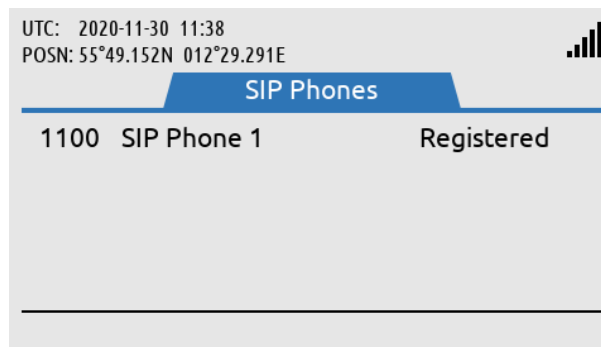 UTC: 2020-11-30 11:38
POSN: 55°49.152N 012°29.291E
SIP Phones
1100 SIP Phone 1 Registered